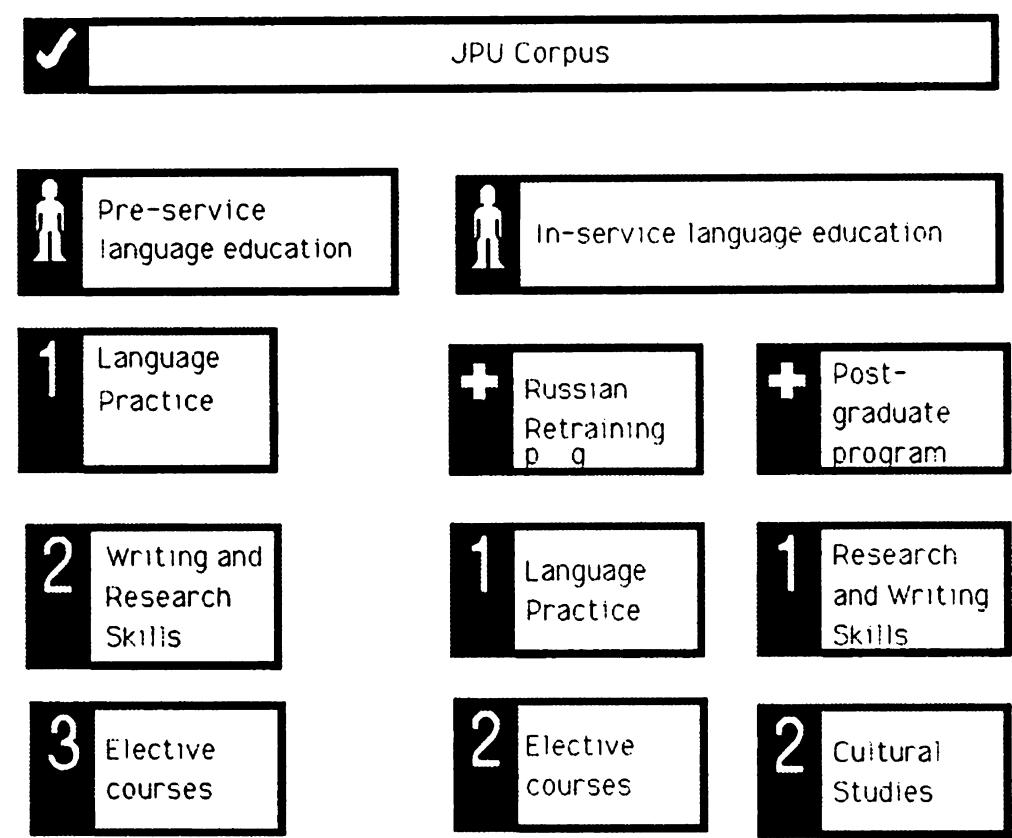 JPU Corpus
Pre-service
language education
In-service language education
1
Language
Practice
Russian
Retraining
Post-
graduate
program
2
Writing and
Research
Skills
1
Language
Practice
1
Research
and Writing
Skills
3
Elective
courses
2
Elective
courses
2
Cultural
Studies